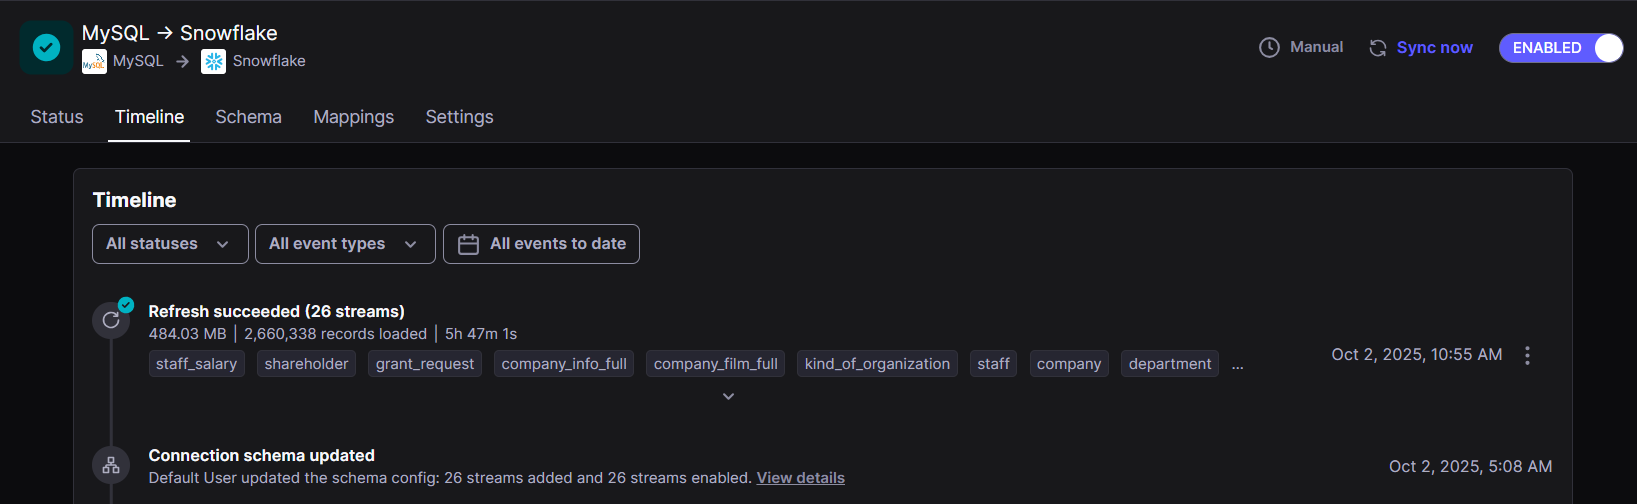 MySQL → Snowflake
MySQL → Snowflake
Manual
Sync now
ENABLED
Status Timeline Schema Mappings Settings
Timeline
All statuses All event types All events to date
Refresh succeeded (26 streams)
484.03 MB | 2,660,338 records loaded | 5h 47m 1s
staff_salary shareholder grant_request company_info_full company_film_full kind_of_organization staff company department ...
Oct 2, 2025, 10:55 AM
Connection schema updated
Default User updated the schema config: 26 streams added and 26 streams enabled. View details
Oct 2, 2025, 5:08 AM